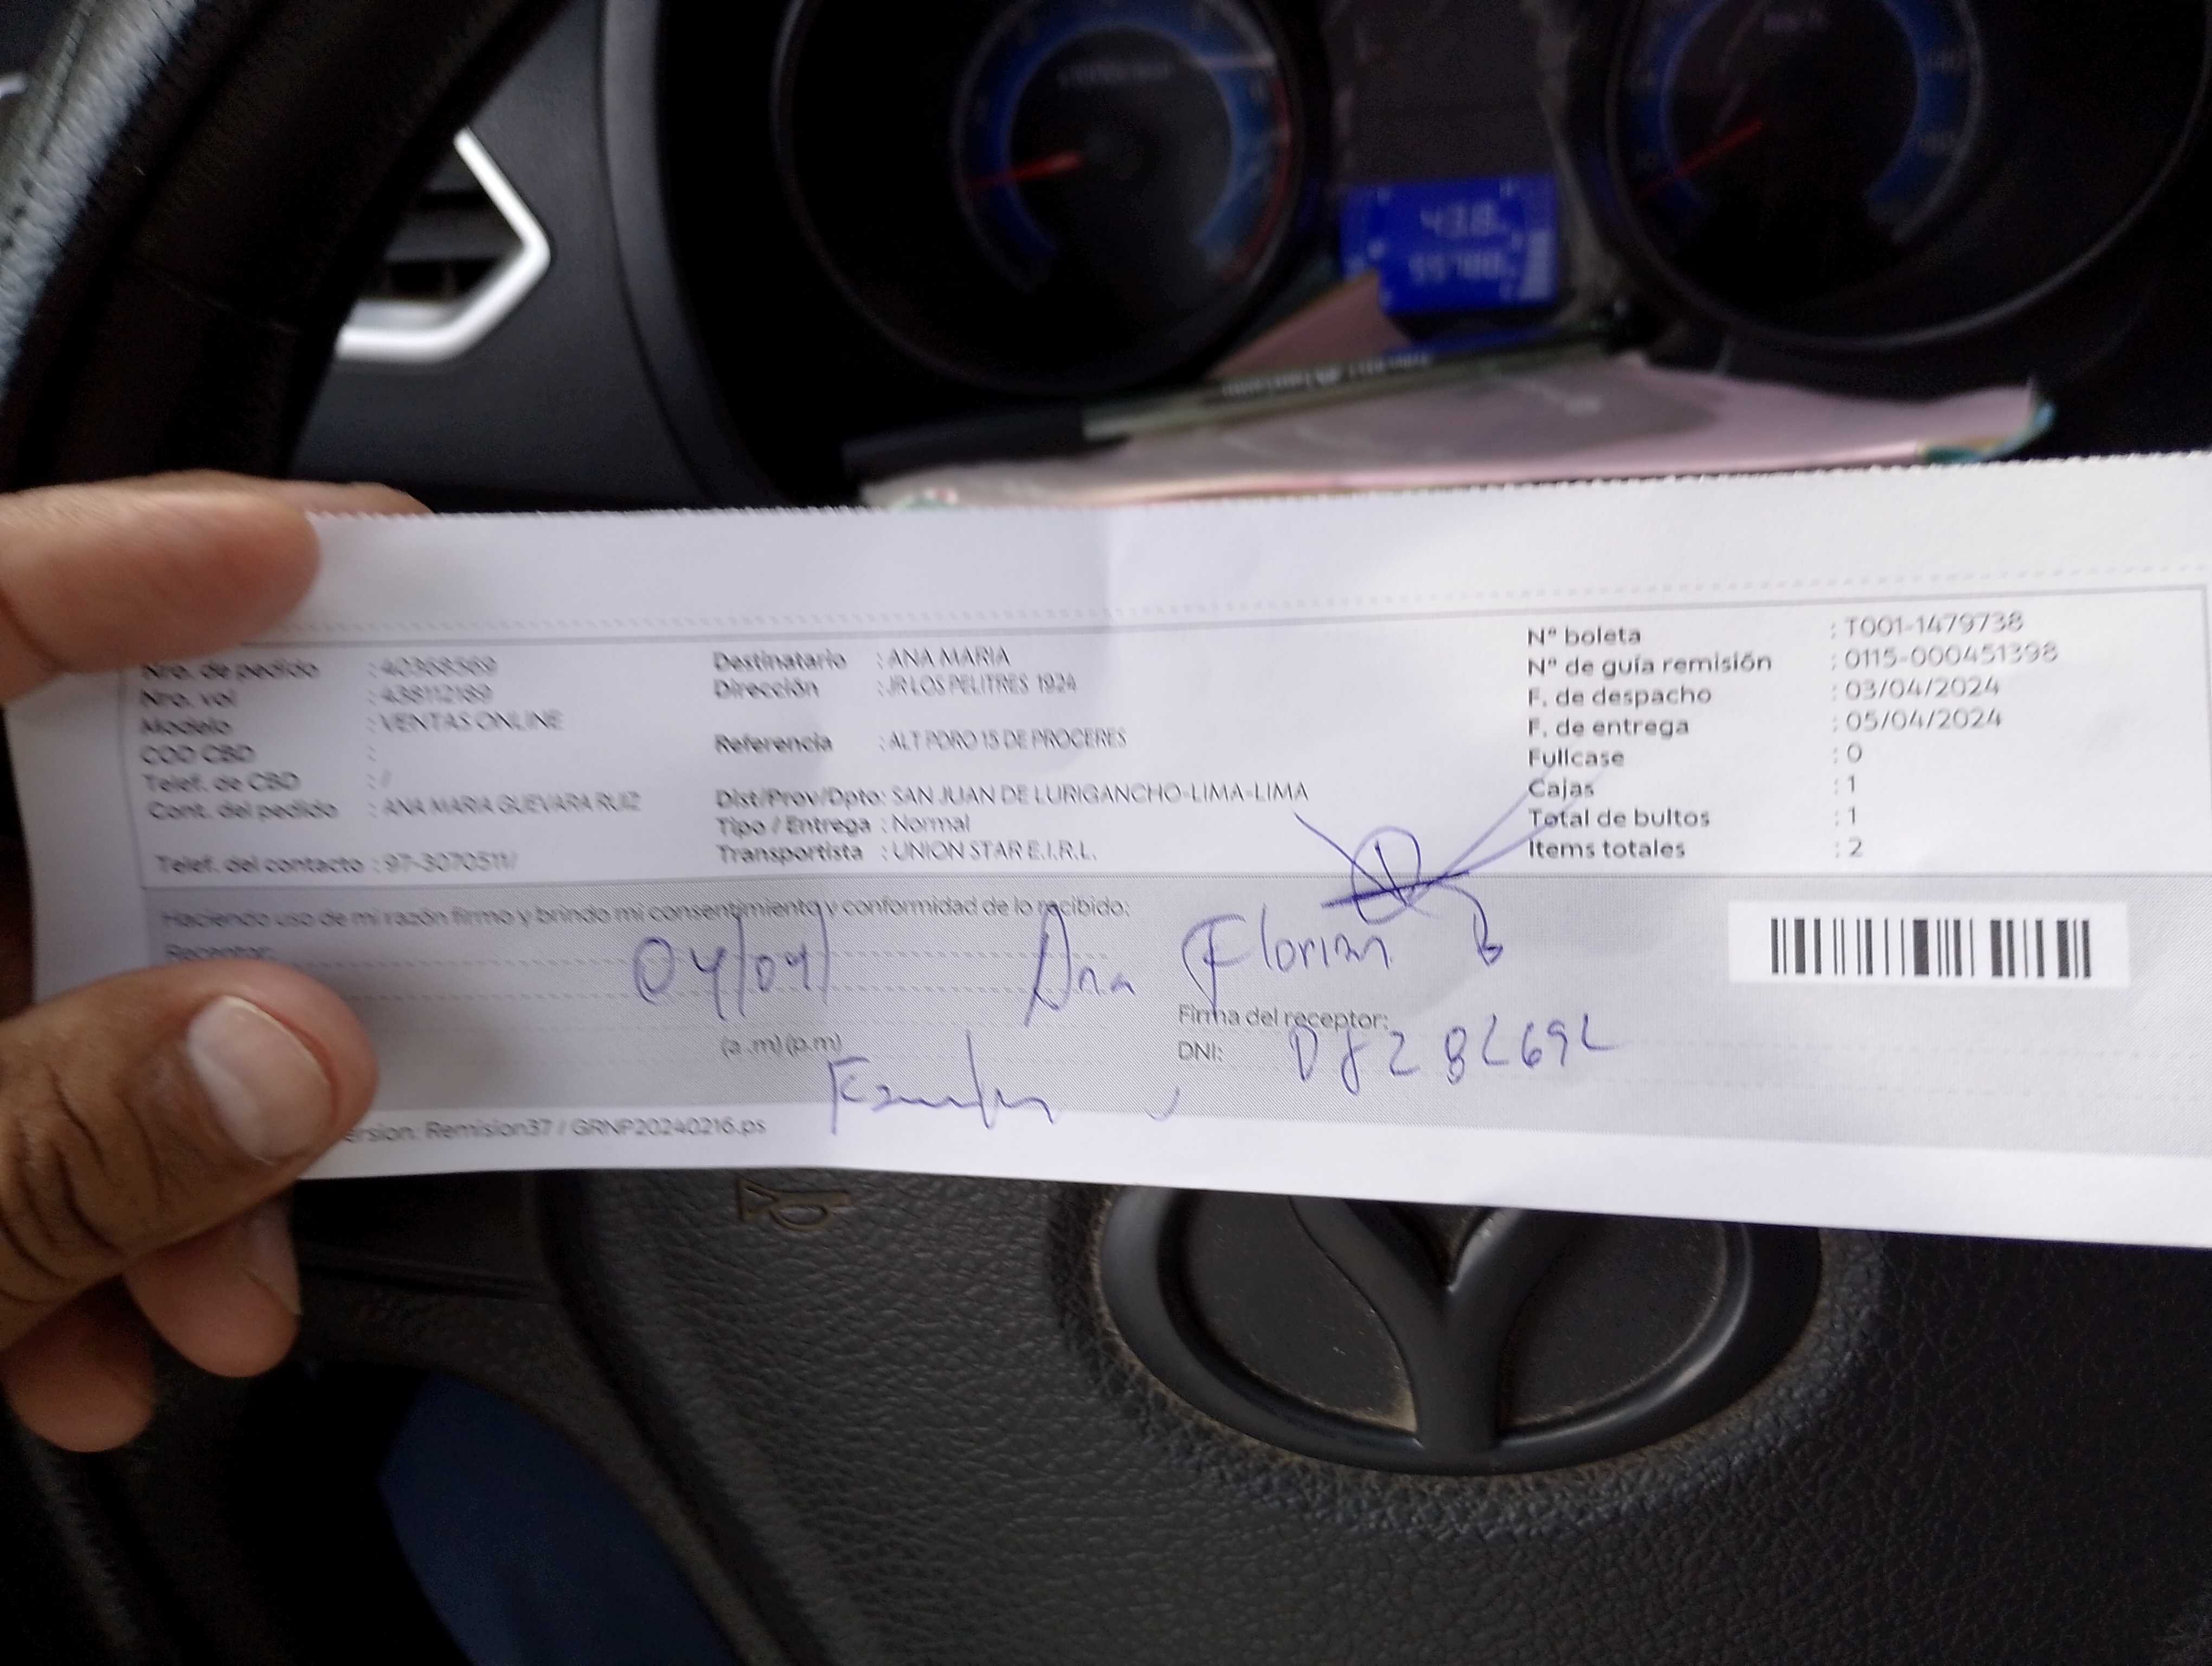 Nro. de pedido : 40368369
Nro. vol : 438112189
Modelo : VENTAS ONLINE
COD CBD :
Telef. de CBD : /
Cont. del pedido : ANA MARIA GUEVARA RUIZ
Telef. del contacto : 97-3070511/
Destinatario : ANA MARIA
Dirección : JR LOS PELITRES 1924
Referencia : ALT PDRO 15 DE PROCERES
Dist/Prov/Dpto: SAN JUAN DE LURIGANCHO-LIMA-LIMA
Tipo / Entrega : Normal
Transportista : UNION STAR E.I.R.L.
N° boleta : T001-1479738
N° de guía remisión : 0115-000451398
F. de despacho : 03/04/2024
F. de entrega : 05/04/2024
Fullcase : 0
Cajas : 1
Total de bultos : 1
Items totales : 2
Haciendo uso de mi razón firmo y brindo mi consentimiento y conformidad de lo recibido:
Receptor:
04/04/ Ana Florian B
(a .m) (p.m)
Firma del receptor:
DNI:
ersion: Remision37 / GRNP20240216.ps